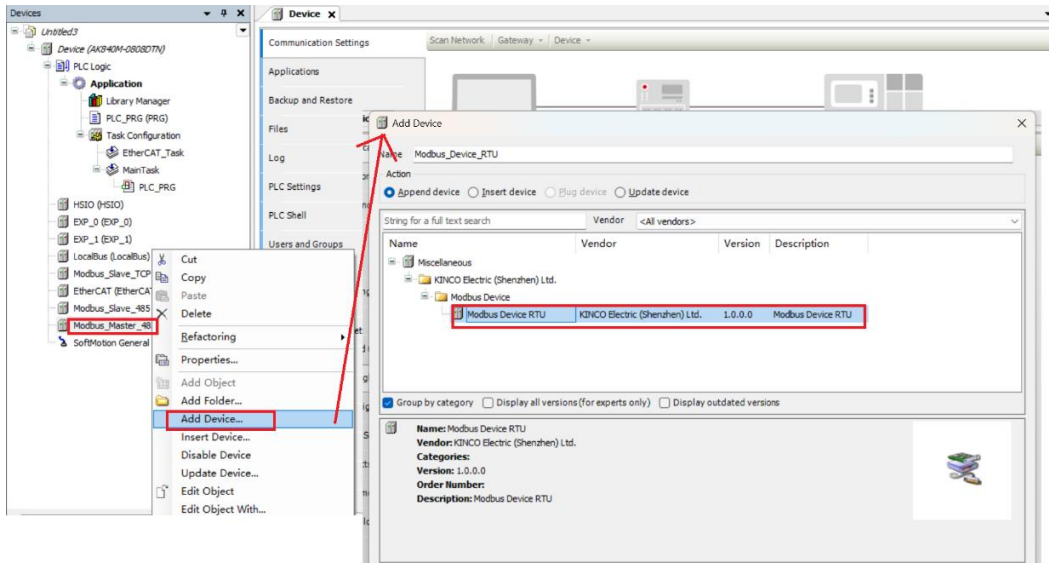 Devices
Untitled3
Device (AK840M-0808DTN)
PLC Logic
Application
Library Manager
PLC_PRG (PRG)
Task Configuration
EtherCAT_Task
MainTask
PLC_PRG
HSIO (HSIO)
EXP_0 (EXP_0)
EXP_1 (EXP_1)
LocalBus (LocalBus)
Modbus_Slave_TCP
EtherCAT (EtherCA
Modbus_Slave_485
Modbus_Master_48
SoftMotion General
Cut
Copy
Paste
Delete
Refactoring
Properties...
Add Object
Add Folder...
Add Device...
Insert Device...
Disable Device
Update Device...
Edit Object
Edit Object With...
Device
Communication Settings
Applications
Backup and Restore
Files
Log
PLC Settings
PLC Shell
Users and Groups
Scan Network Gateway Device
Add Device
Name Modbus_Device_RTU
Action
Append device Insert device Plug device Update device
String for a full text search Vendor <All vendors>
Name Vendor Version Description
Miscellaneous
KINCO Electric (Shenzhen) Ltd.
Modbus Device
Modbus Device RTU KINCO Electric (Shenzhen) Ltd. 1.0.0.0 Modbus Device RTU
Group by category Display all versions (for experts only) Display outdated versions
Name: Modbus Device RTU
Vendor: KINCO Electric (Shenzhen) Ltd.
Categories:
Version: 1.0.0.0
Order Number:
Description: Modbus Device RTU